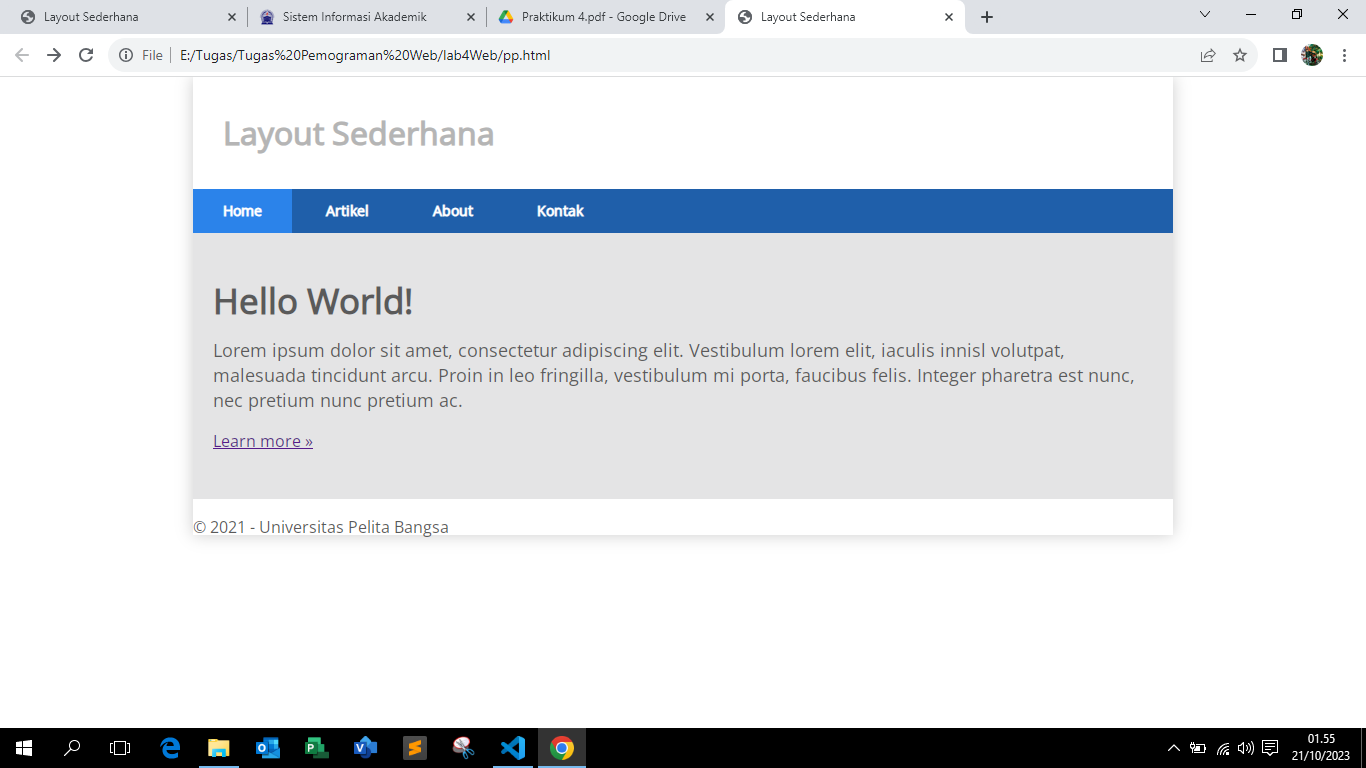 Layout Sederhana
Sistem Informasi Akademik
Praktikum 4.pdf - Google Drive
Layout Sederhana
File
E:/Tugas/Tugas%20Pemograman%20Web/lab4Web/pp.html
Layout Sederhana
Home Artikel About Kontak
Hello World!
Lorem ipsum dolor sit amet, consectetur adipiscing elit. Vestibulum lorem elit, iaculis innisl volutpat,
malesuada tincidunt arcu. Proin in leo fringilla, vestibulum mi porta, faucibus felis. Integer pharetra est nunc,
nec pretium nunc pretium ac.
Learn more »
© 2021 - Universitas Pelita Bangsa
01.55
21/10/2023